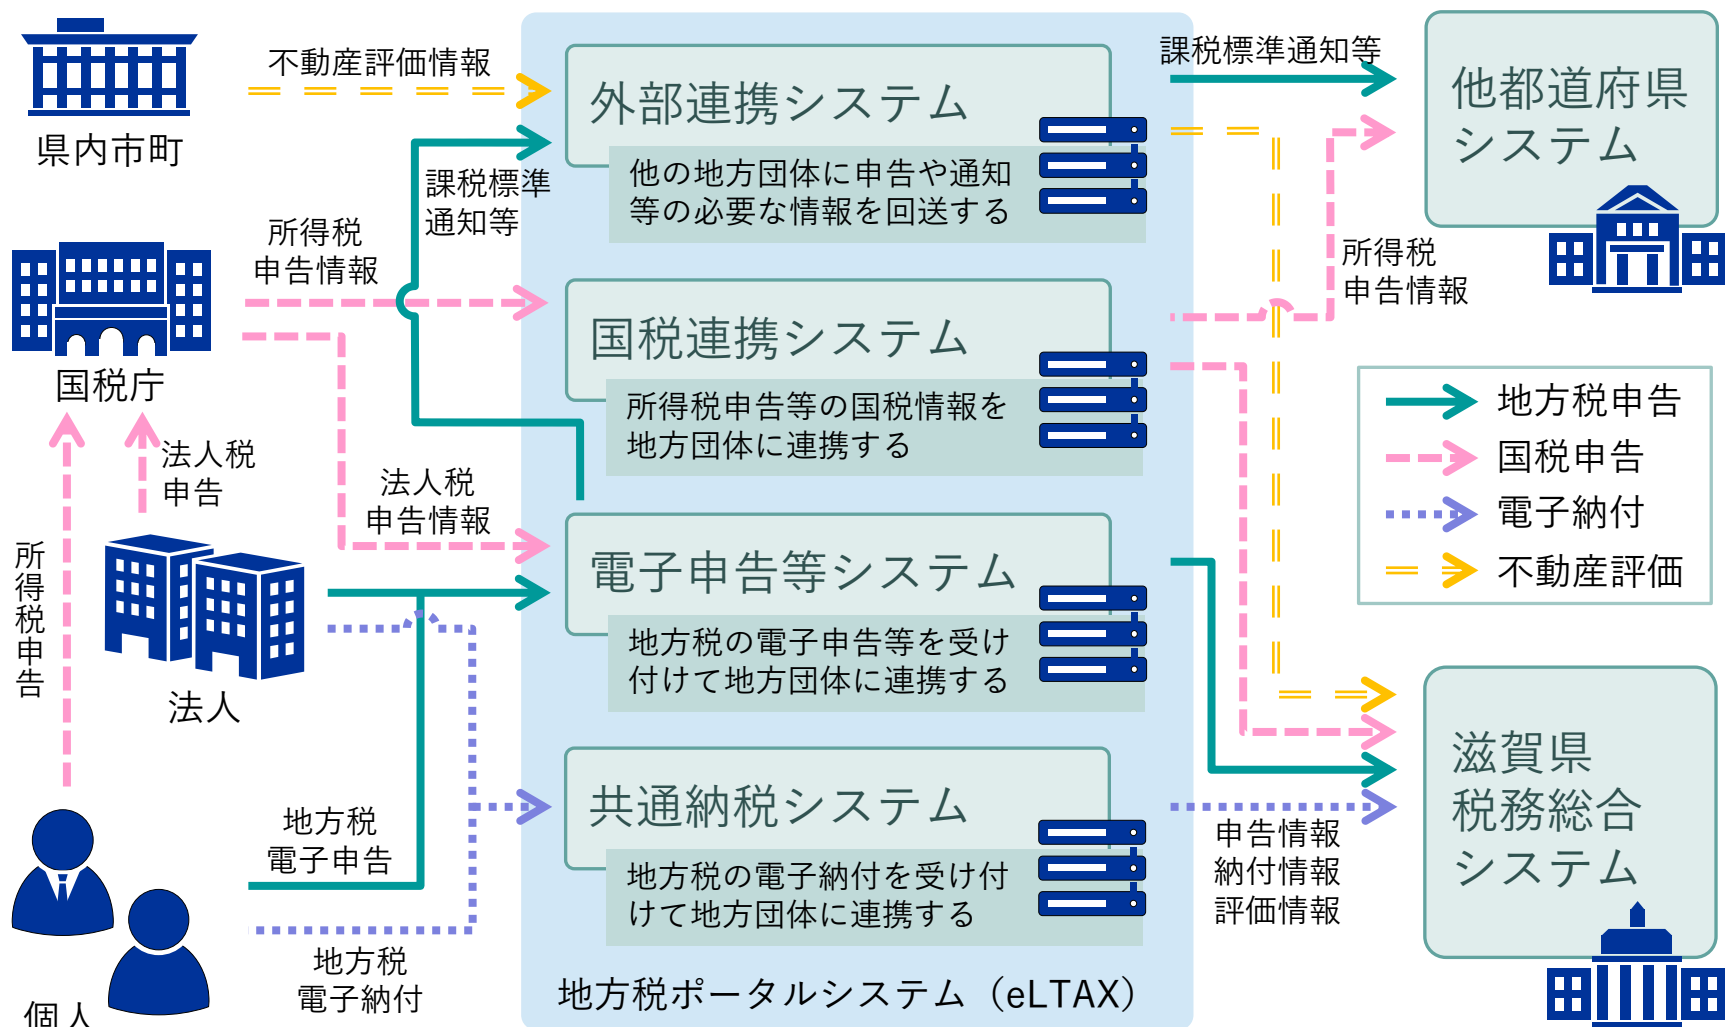 不動産評価情報
県内市町
課税標準
通知等
所得税
申告情報
国税庁
法人税
申告
所得税申告
法人税
申告情報
法人
地方税
電子申告
地方税
電子納付
個人
外部連携システム
他の地方団体に申告や通知
等の必要な情報を回送する
国税連携システム
所得税申告等の国税情報を
地方団体に連携する
電子申告等システム
地方税の電子申告等を受け
付けて地方団体に連携する
共通納税システム
地方税の電子納付を受け付
けて地方団体に連携する
地方税ポータルシステム（eLTAX）
課税標準通知等
他都道府県
システム
所得税
申告情報
地方税申告
国税申告
電子納付
不動産評価
滋賀県
税務総合
システム
申告情報
納付情報
評価情報